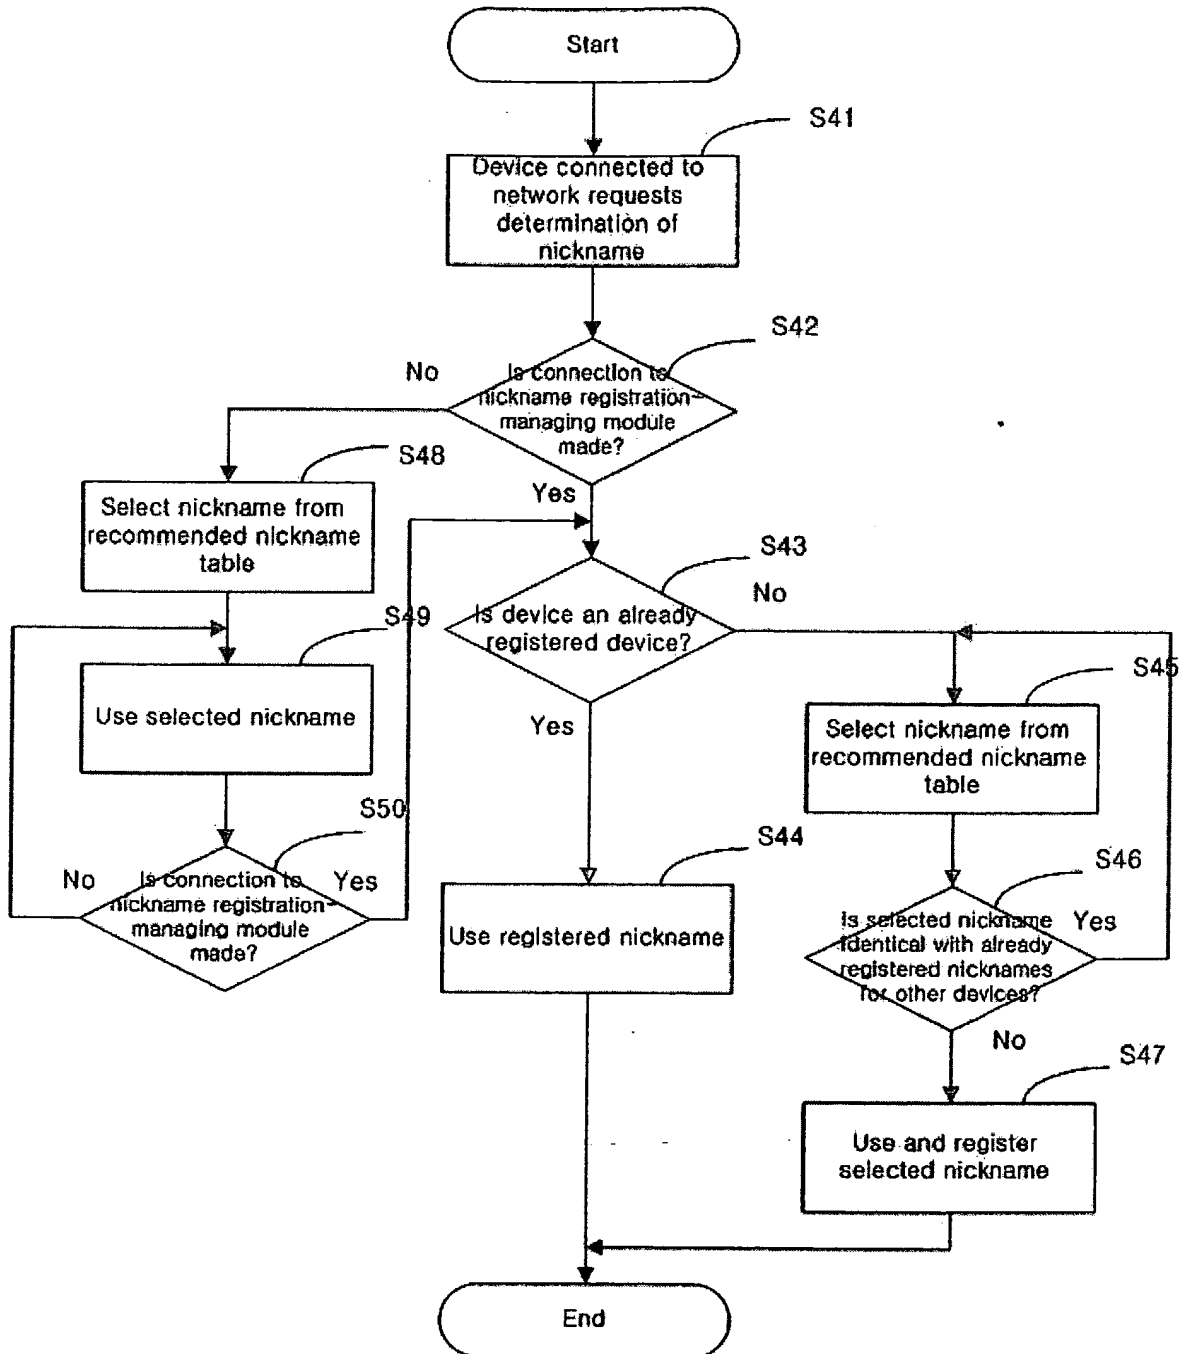 Start
S41
Device connected to
network requests
determination of
nickname
S42
No
Is connection to
nickname registration-
managing module
made?
S48
Yes
Select nickname from
recommended nickname
table
S43
No
S49
Is device an already
registered device?
S45
Use selected nickname
Yes
Select nickname from
recommended nickname
table
S50
S44
S46
No
Is connection to
nickname registration-
managing module
made?
Yes
Use registered nickname
Is selected nickname
identical with already
registered nicknames
for other devices?
Yes
No
S47
Use and register
selected nickname
End